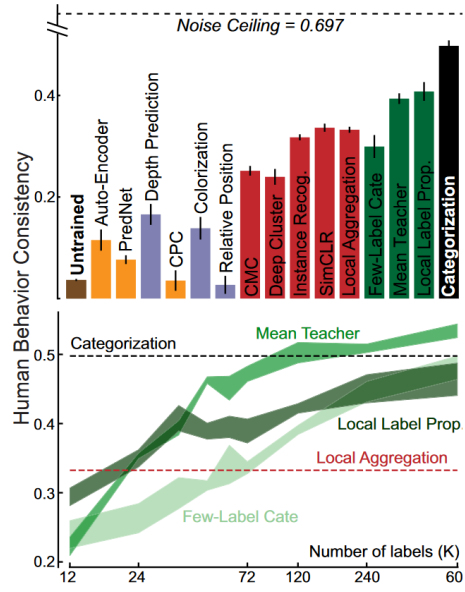 Noise Ceiling = 0.697
0.4
0.2
Human Behavior Consistency
Untrained
Auto-Encoder
PredNet
Depth Prediction
CPC
Colorization
Relative Position
CMC
Deep Cluster
Instance Recog.
SimCLR
Local Aggregation
Few-Label Cate
Mean Teacher
Local Label Prop.
Categorization
Mean Teacher
Categorization
0.5
0.4
Local Label Prop.
Local Aggregation
0.3
Few-Label Cate
Number of labels (K)
0.2
12 24 72 120 240 60